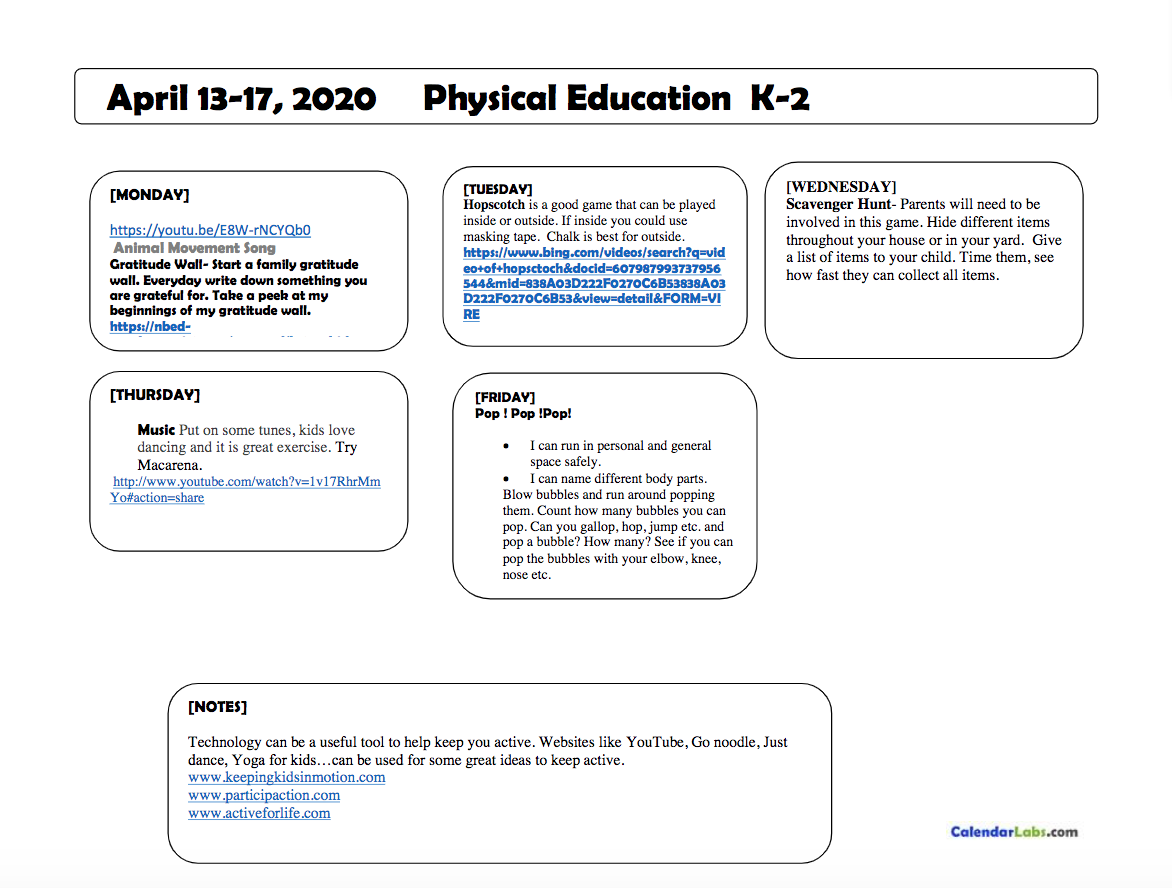 April 13-17, 2020 Physical Education K-2
[MONDAY]
https://youtu.be/E8W-rNCYQb0
Animal Movement Song
Gratitude Wall- Start a family gratitude
wall. Everyday write down something you
are grateful for. Take a peek at my
beginnings of my gratitude wall.
https://nbed-
[TUESDAY]
Hopscotch is a good game that can be played
inside or outside. If inside you could use
masking tape. Chalk is best for outside.
https://www.bing.com/videos/search?q=vid
eo+of+hopsctoch&docid=607987993737956
544&mid=838A03D222F0270C6B53838A03
D222F0270C6B53&view=detail&FORM=VI
RE
[WEDNESDAY]
Scavenger Hunt- Parents will need to be
involved in this game. Hide different items
throughout your house or in your yard. Give
a list of items to your child. Time them, see
how fast they can collect all items.
[THURSDAY]
Music Put on some tunes, kids love
dancing and it is great exercise. Try
Macarena.
http://www.youtube.com/watch?v=1v17RhrMm
Yo#action=share
[FRIDAY]
Pop ! Pop !Pop!
• I can run in personal and general
space safely.
• I can name different body parts.
Blow bubbles and run around popping
them. Count how many bubbles you can
pop. Can you gallop, hop, jump etc. and
pop a bubble? How many? See if you can
pop the bubbles with your elbow, knee,
nose etc.
[NOTES]
Technology can be a useful tool to help keep you active. Websites like YouTube, Go noodle, Just
dance, Yoga for kids…can be used for some great ideas to keep active.
www.keepingkidsinmotion.com
www.participaction.com
www.activeforlife.com
CalendarLabs.com